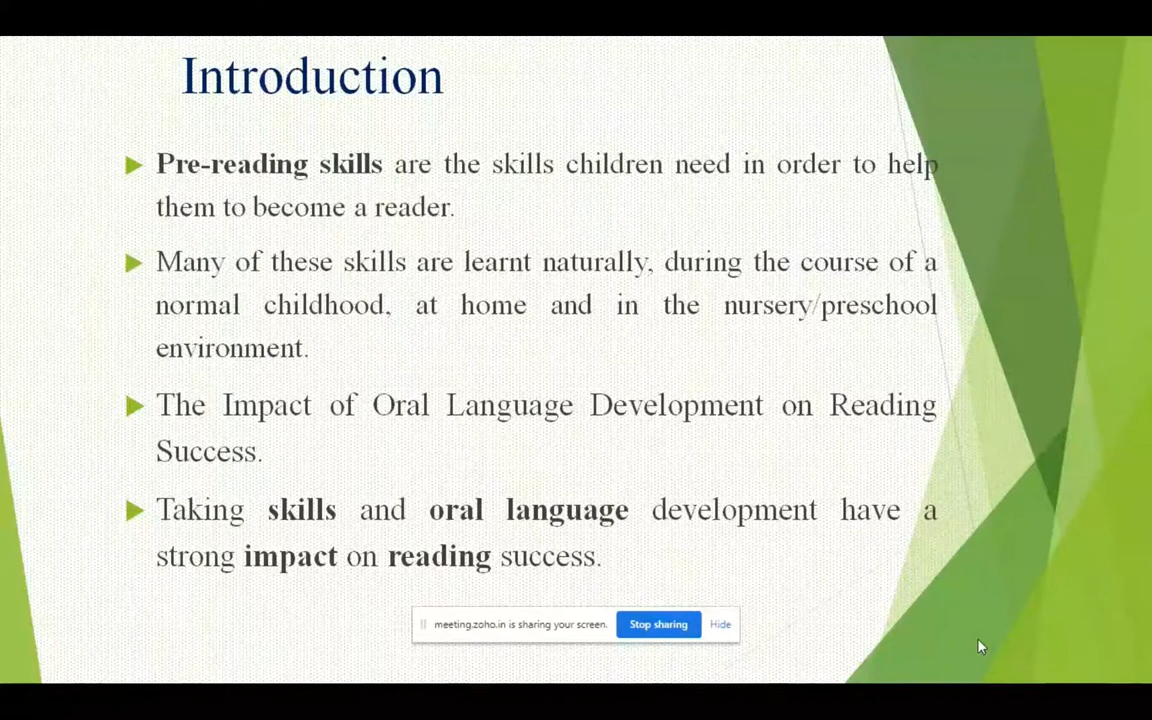 Introduction
Pre-reading skills are the skills children need in order to help
them to become a reader.
Many of these skills are learnt naturally, during the course of a
normal childhood, at home and in the nursery/preschool
environment.
The Impact of Oral Language Development on Reading
Success.
Taking skills and oral language development have a
strong impact on reading success.
meeting.zoho.in is sharing your screen. Stop sharing Hide